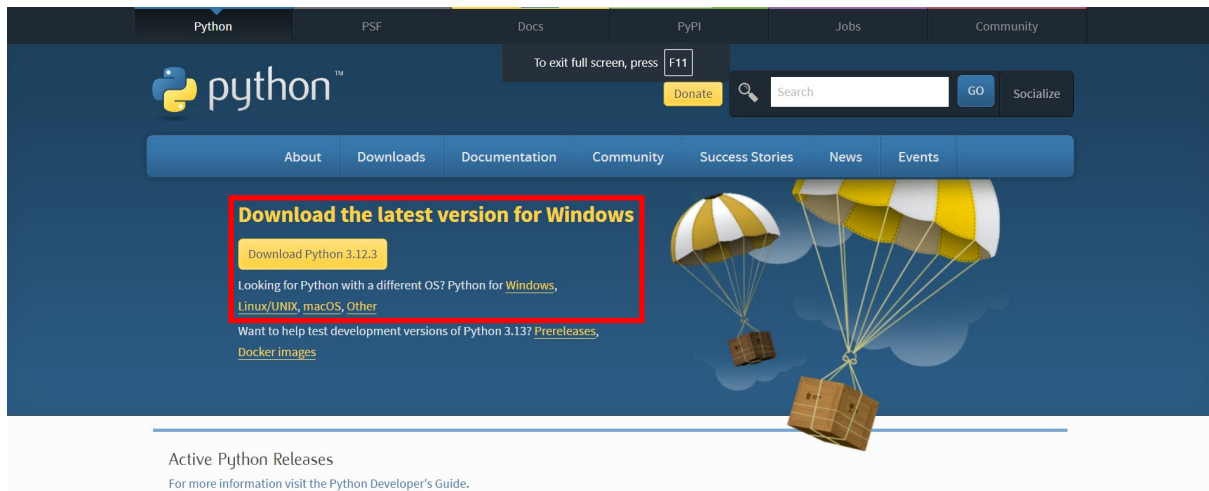 Python PSF Docs PyPI Jobs Community
To exit full screen, press F11
python™
Donate Search GO Socialize
About Downloads Documentation Community Success Stories News Events
Download the latest version for Windows
Download Python 3.12.3
Looking for Python with a different OS? Python for Windows,
Linux/UNIX, macOS, Other
Want to help test development versions of Python 3.13? Prereleases,
Docker images
Active Python Releases
For more information visit the Python Developer's Guide.